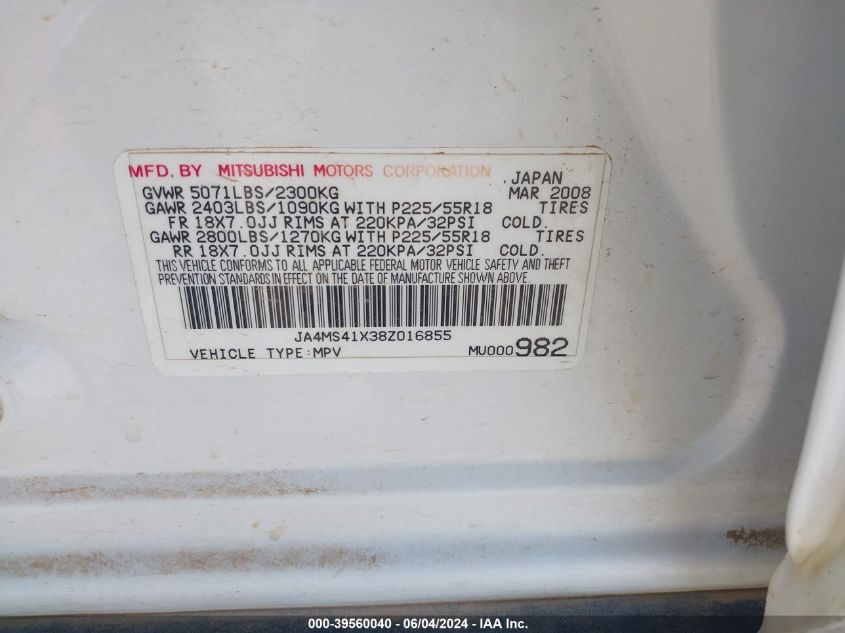 MFD. BY MITSUBISHI MOTORS CORPORATION JAPAN
GVWR 5071LBS/2300KG MAR 2008
GAWR 2403LBS/1090KG WITH P225/55R18 TIRES
FR 18X7.0JJ RIMS AT 220KPA/32PSI COLD.
GAWR 2800LBS/1270KG WITH P225/55R18 TIRES
RR 18X7.0JJ RIMS AT 220KPA/32PSI COLD.
THIS VEHICLE CONFORMS TO ALL APPLICABLE FEDERAL MOTOR VEHICLE SAFETY AND THEFT
PREVENTION STANDARDS IN EFFECT ON THE DATE OF MANUFACTURE SHOWN ABOVE.
JA4MS41X38Z016855
VEHICLE TYPE:MPV MU000982
000-39560040 - 06/04/2024 - IAA Inc.